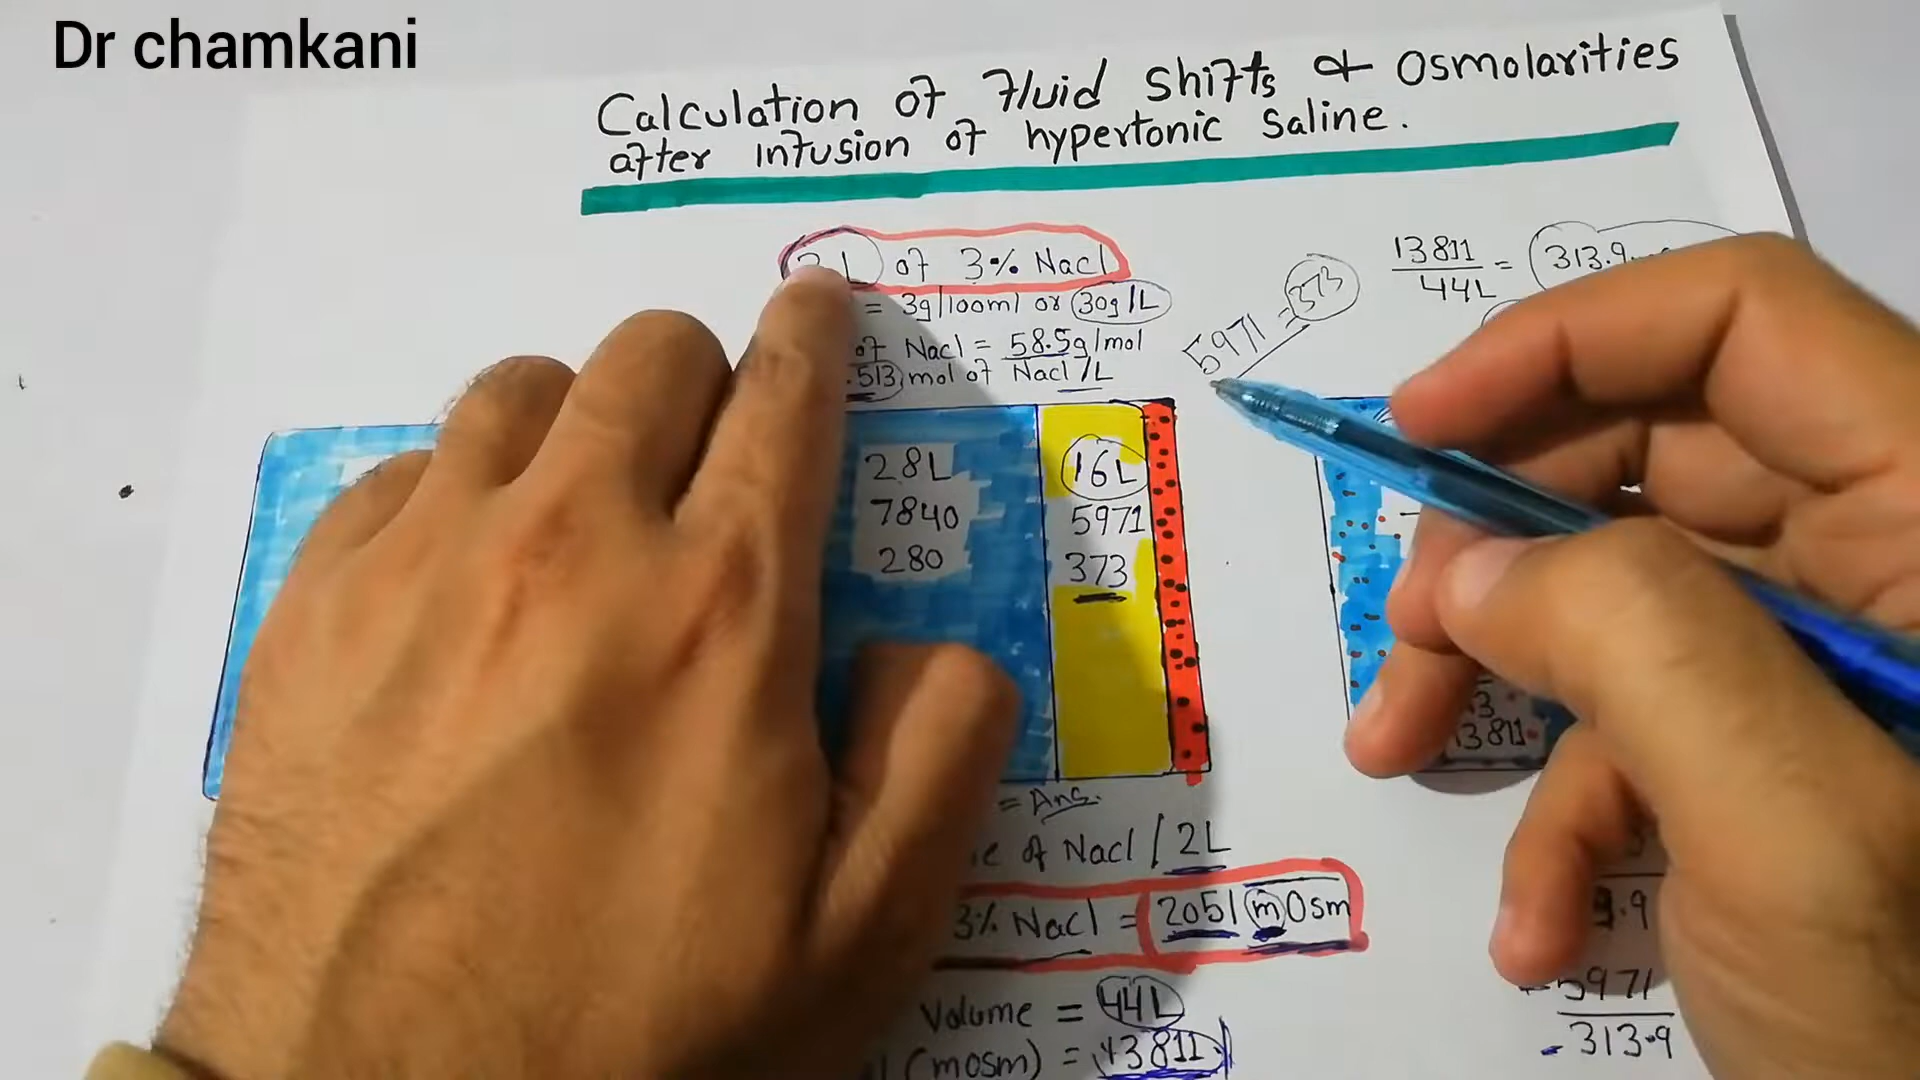 Dr chamkani
Calculation of Fluid Shifts & Osmolarities
after infusion of hypertonic Saline.
2L of 3% Nacl
= 3g/100ml or 30g/L
of Nacl = 58.5g/mol
.513 mol of Nacl/L
5971 = 373
13811
44L
= 313.9
28L
7840
280
16L
5971
373
= Ans.
of Nacl / 2L
3% Nacl = 2051 mOsm
Volume = 44L
(mosm) = 13811
13811
5971
313.9